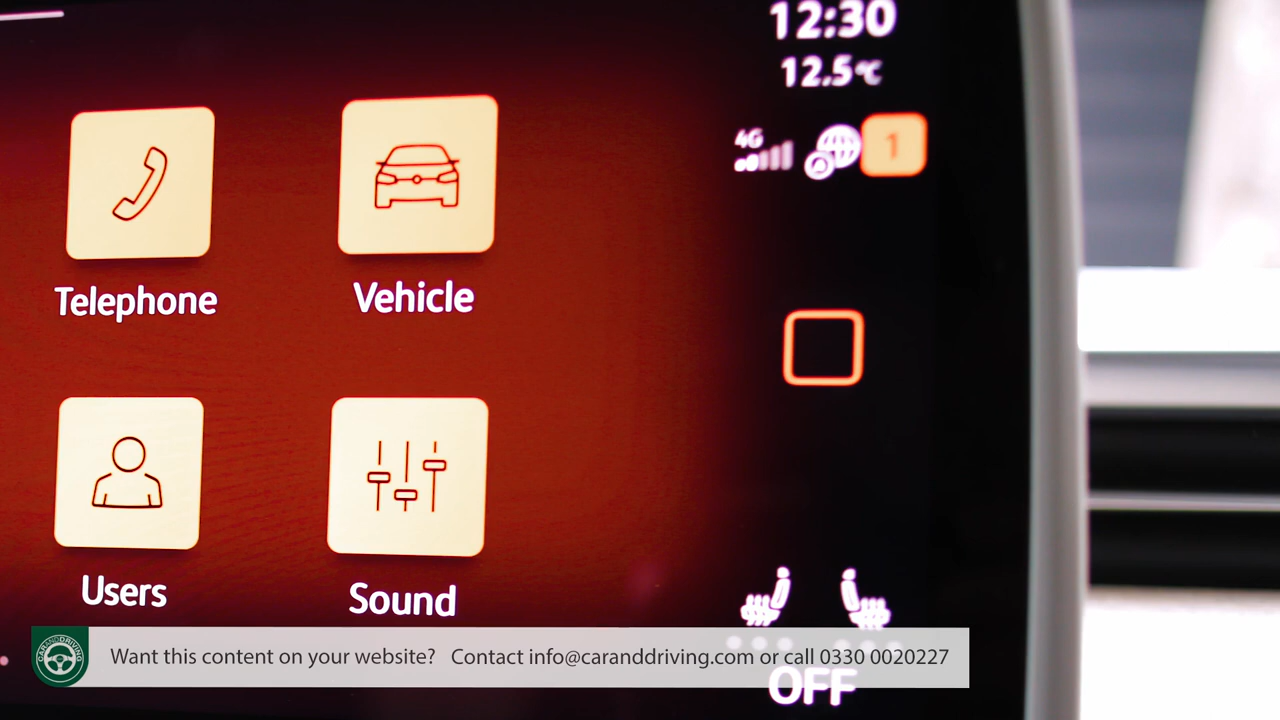 12:30
12.5°C
4G
1
Telephone
Vehicle
Users
Sound
CARANDDRIVING
Want this content on your website? Contact info@caranddriving.com or call 0330 0020227
OFF